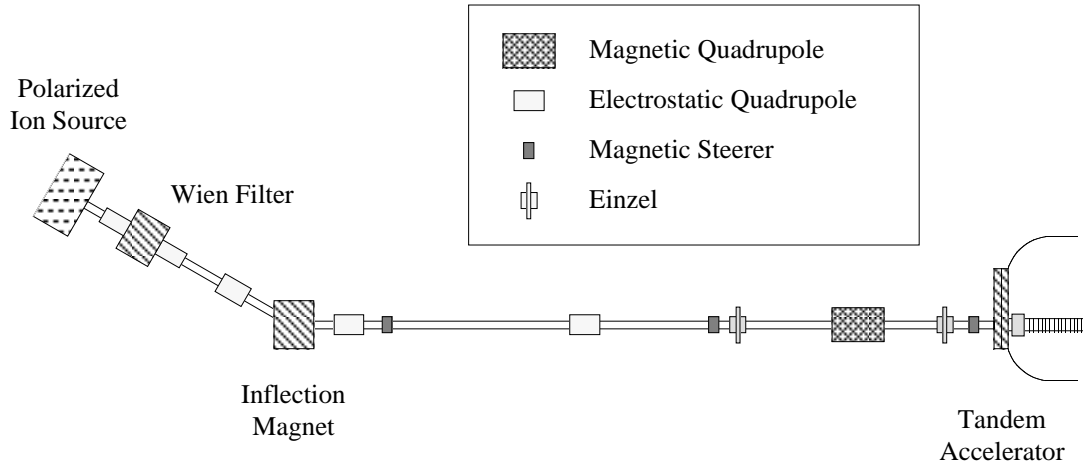 Magnetic Quadrupole
Electrostatic Quadrupole
Magnetic Steerer
Einzel
Polarized
Ion Source
Wien Filter
Inflection
Magnet
Tandem
Accelerator